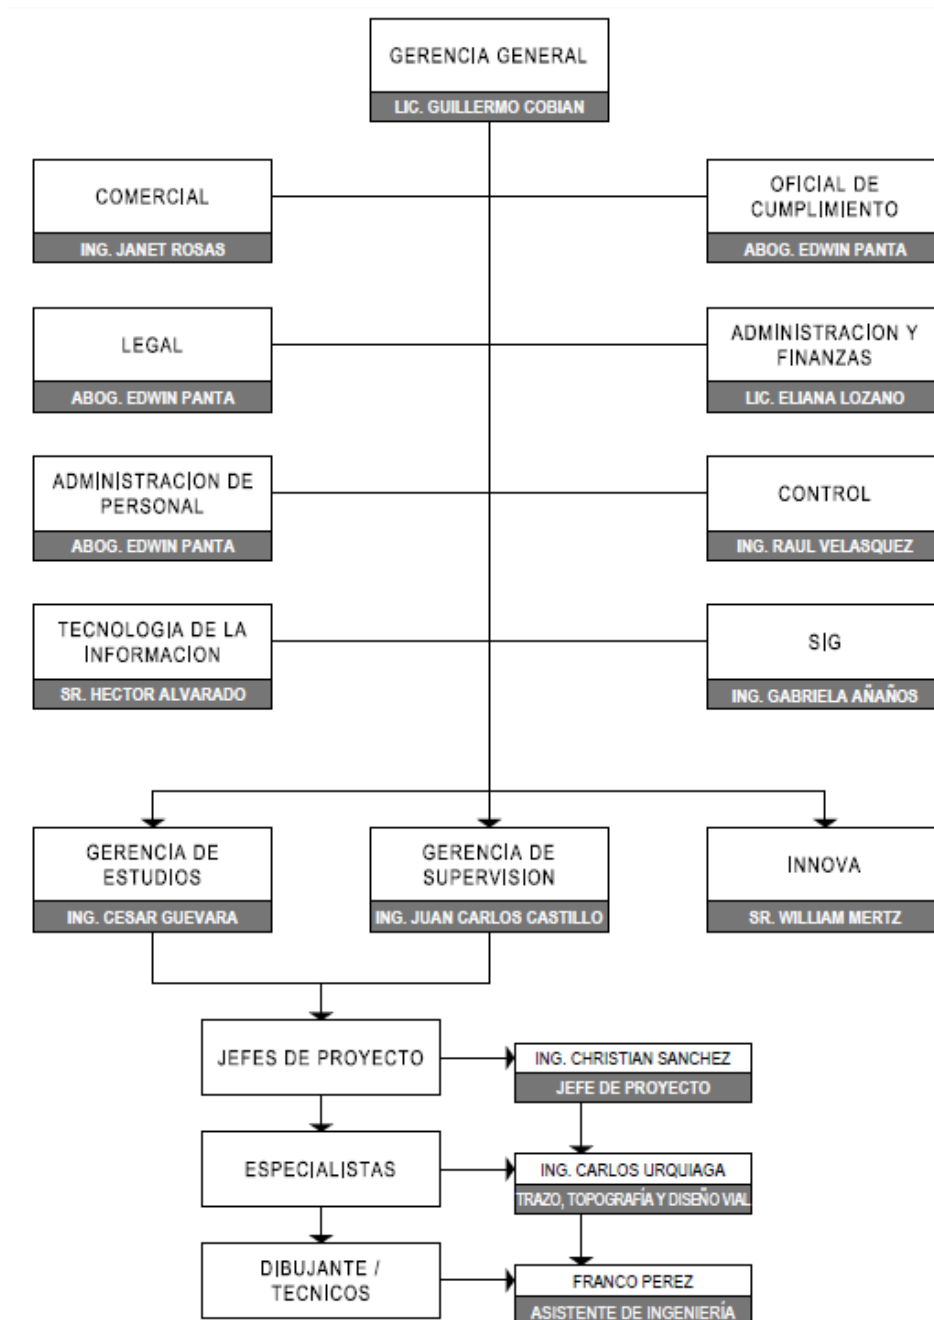 GERENCIA GENERAL
LIC. GUILLERMO COBIAN
COMERCIAL
ING. JANET ROSAS
OFICIAL DE
CUMPLIMIENTO
ABOG. EDWIN PANTA
LEGAL
ABOG. EDWIN PANTA
ADMINISTRACION Y
FINANZAS
LIC. ELIANA LOZANO
ADMINISTRACION DE
PERSONAL
ABOG. EDWIN PANTA
CONTROL
ING. RAUL VELASQUEZ
TECNOLOGIA DE LA
INFORMACION
SR. HECTOR ALVARADO
SIG
ING. GABRIELA AÑAÑOS
GERENCIA DE
ESTUDIOS
ING. CESAR GUEVARA
GERENCIA DE
SUPERVISION
ING. JUAN CARLOS CASTILLO
INNOVA
SR. WILLIAM MERTZ
JEFES DE PROYECTO
ING. CHRISTIAN SANCHEZ
JEFE DE PROYECTO
ESPECIALISTAS
ING. CARLOS URQUIAGA
TRAZO, TOPOGRAFÍA Y DISEÑO VIAL
DIBUJANTE /
TECNICOS
FRANCO PEREZ
ASISTENTE DE INGENIERÍA